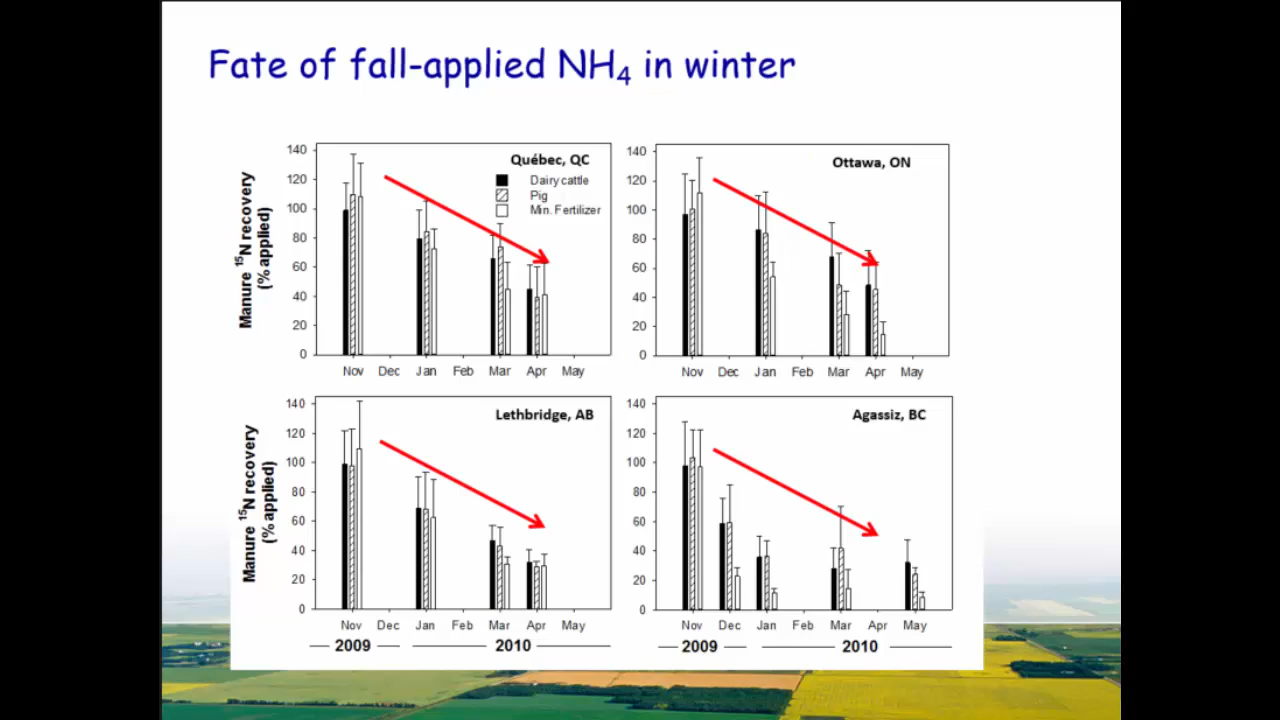 Fate of fall-applied NH4 in winter
Manure 15N recovery
(% applied)
140
120
100
80
60
40
20
0
Québec, QC
Dairy cattle
Pig
Min. Fertilizer
Nov Dec Jan Feb Mar Apr May
140
120
100
80
60
40
20
0
Ottawa, ON
Nov Dec Jan Feb Mar Apr May
Manure 15N recovery
(% applied)
140
120
100
80
60
40
20
0
Lethbridge, AB
Nov Dec Jan Feb Mar Apr May
2009 2010
140
120
100
80
60
40
20
0
Agassiz, BC
Nov Dec Jan Feb Mar Apr May
2009 2010